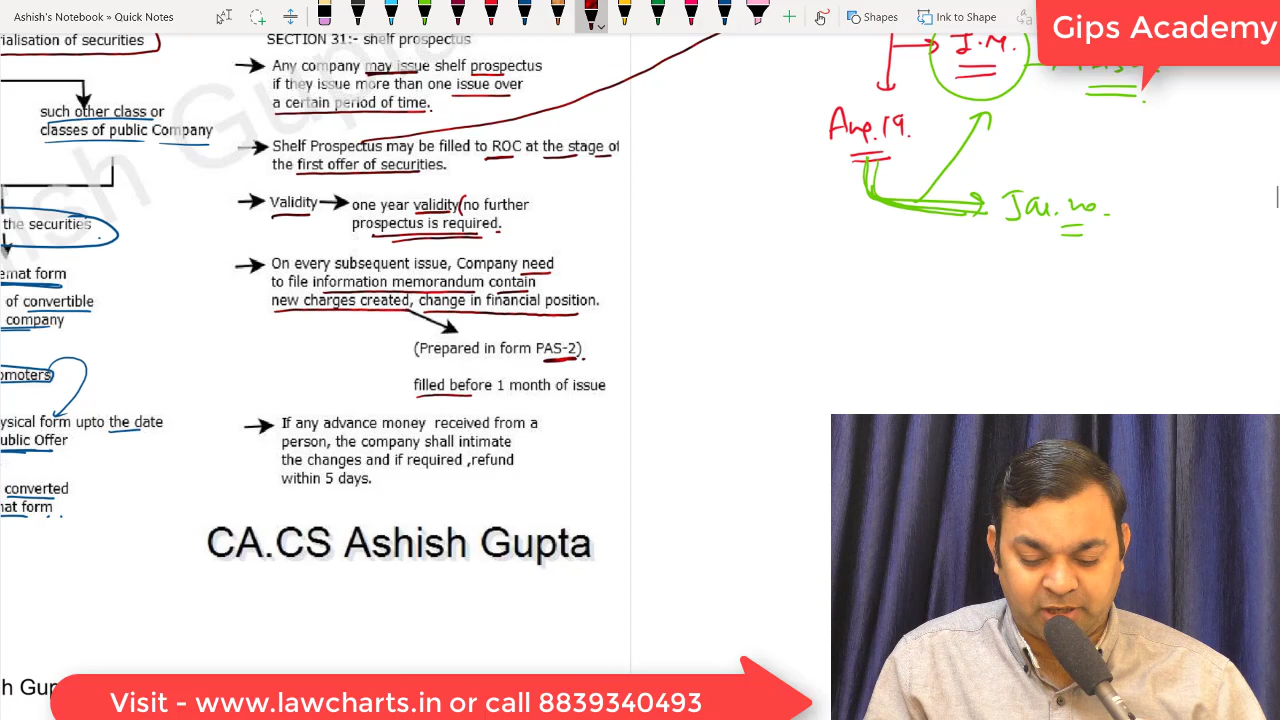 Ashish's Notebook » Quick Notes
Shapes
Ink to Shape
Gips Academy
rialisation of securities
such other class or
classes of public Company
the securities
emat form
of convertible
company
omoters
ysical form upto the date
ublic Offer
converted
nat form
SECTION 31:- shelf prospectus
Any company may issue shelf prospectus
if they issue more than one issue over
a certain period of time.
Shelf Prospectus may be filled to ROC at the stage of
the first offer of securities.
Validity
one year validity(no further
prospectus is required.
On every subsequent issue, Company need
to file information memorandum contain
new charges created, change in financial position.
(Prepared in form PAS-2)
filled before 1 month of issue
If any advance money received from a
person, the company shall intimate
the changes and if required ,refund
within 5 days.
CA.CS Ashish Gupta
I.M.
Aug.19.
Jan.
h Gup
Visit - www.lawcharts.in or call 8839340493